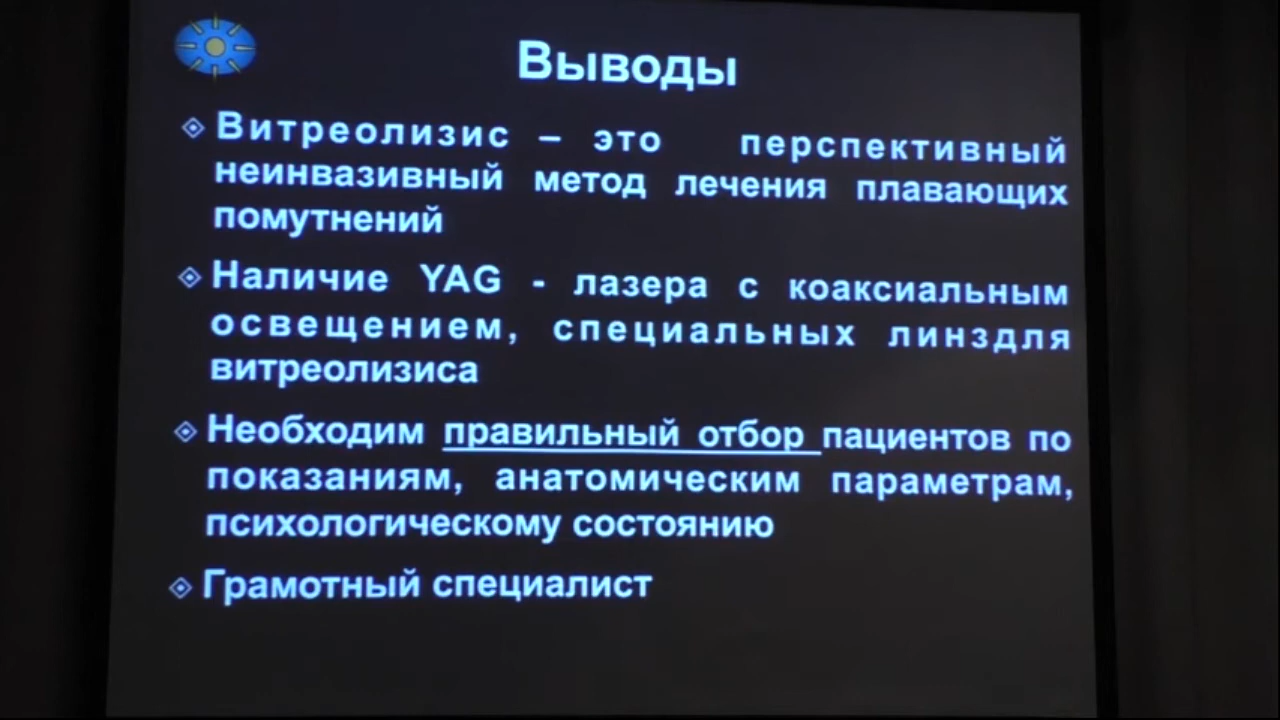 Выводы
Витреолизис – это перспективный
неинвазивный метод лечения плавающих
помутнений
Наличие YAG - лазера с коаксиальным
освещением, специальных линздля
витреолизиса
Необходим правильный отбор пациентов по
показаниям, анатомическим параметрам,
психологическому состоянию
Грамотный специалист